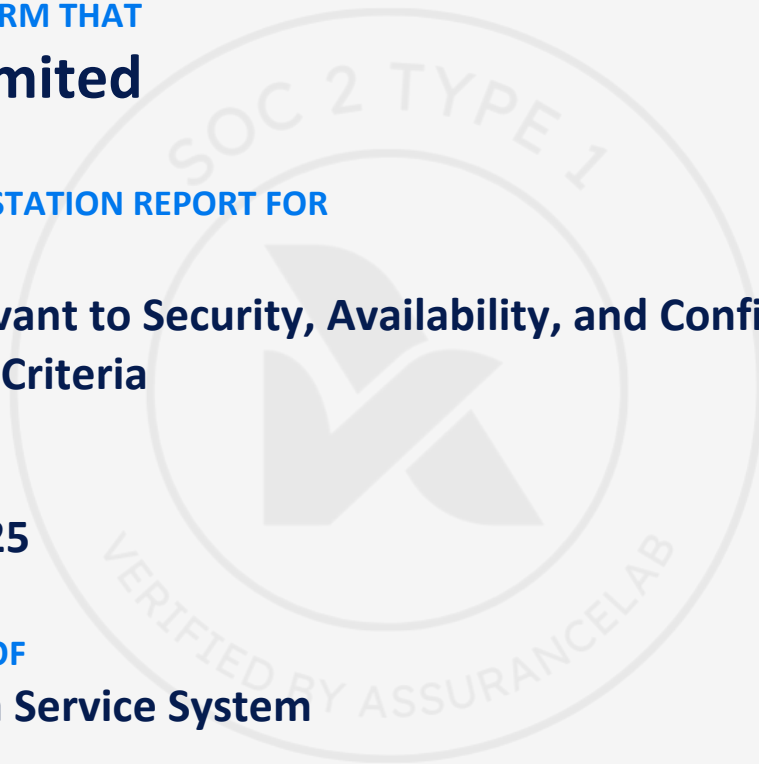 RM THAT
mited
SOC 2 TYPE 1
STATION REPORT FOR
vant to Security, Availability, and Confi
Criteria
25
OF
Service System
VERIFIED BY ASSURANCELAB